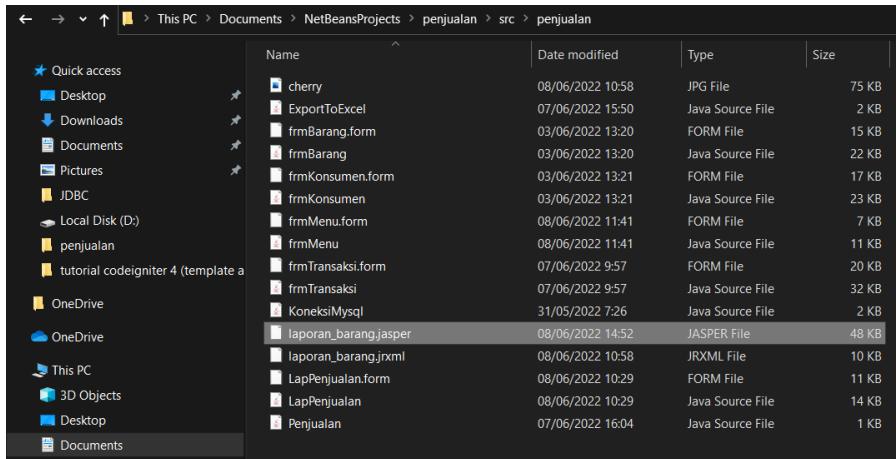 This PC > Documents > NetBeansProjects > penjualan > src > penjualan
Name Date modified Type Size
Quick access
Desktop
Downloads
Documents
Pictures
JDBC
Local Disk (D:)
penjualan
tutorial codeigniter 4 (template a
OneDrive
OneDrive
This PC
3D Objects
Desktop
Documents
cherry 08/06/2022 10:58 JPG File 75 KB
ExportToExcel 07/06/2022 15:50 Java Source File 2 KB
frmBarang.form 03/06/2022 13:20 FORM File 15 KB
frmBarang 03/06/2022 13:20 Java Source File 22 KB
frmKonsumen.form 03/06/2022 13:21 FORM File 17 KB
frmKonsumen 03/06/2022 13:21 Java Source File 23 KB
frmMenu.form 08/06/2022 11:41 FORM File 7 KB
frmMenu 08/06/2022 11:41 Java Source File 11 KB
frmTransaksi.form 07/06/2022 9:57 FORM File 20 KB
frmTransaksi 07/06/2022 9:57 Java Source File 32 KB
KoneksiMysql 31/05/2022 7:26 Java Source File 2 KB
laporan_barang.jasper 08/06/2022 14:52 JASPER File 48 KB
laporan_barang.jrxml 08/06/2022 10:58 JRXML File 10 KB
LapPenjualan.form 08/06/2022 10:29 FORM File 11 KB
LapPenjualan 08/06/2022 10:29 Java Source File 14 KB
Penjualan 07/06/2022 16:04 Java Source File 1 KB